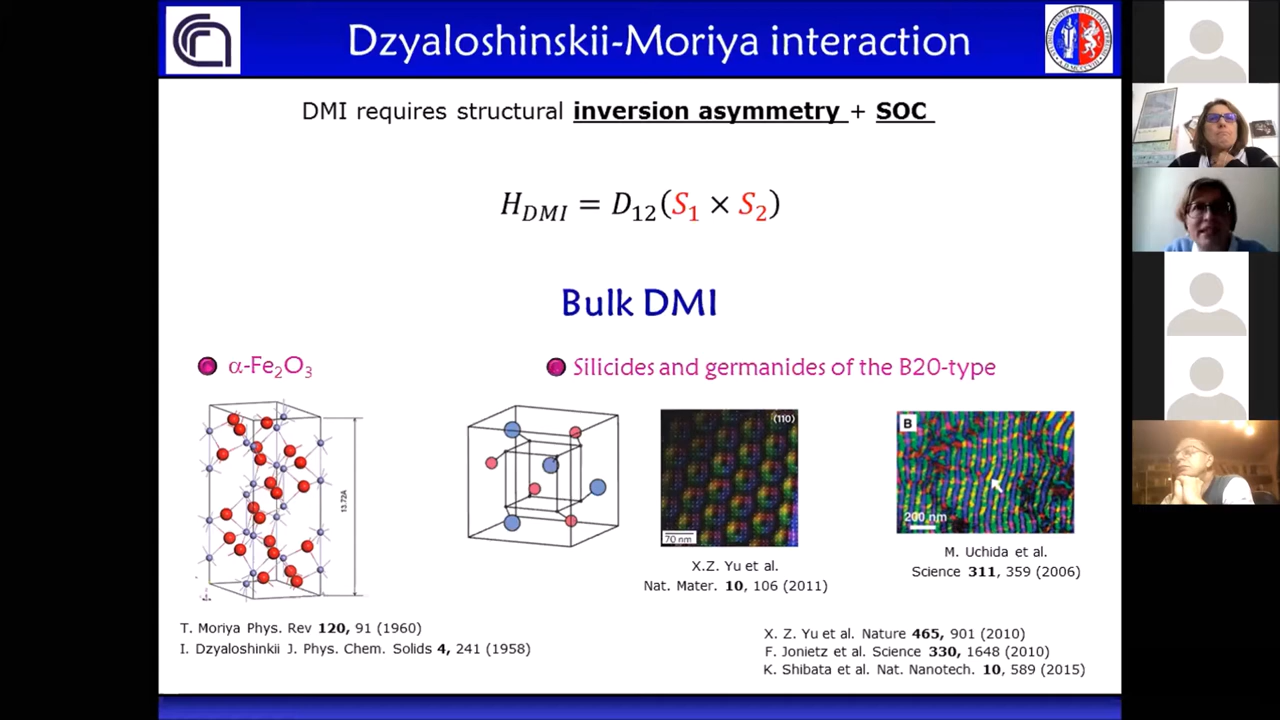 Dzyaloshinskii-Moriya interaction
DMI requires structural inversion asymmetry + SOC
H_DMI = D_12(S_1 × S_2)
Bulk DMI
α-Fe₂O₃
Silicides and germanides of the B20-type
13.72Å
(110)
70 nm
B
200 nm
X.Z. Yu et al.
Nat. Mater. 10, 106 (2011)
M. Uchida et al.
Science 311, 359 (2006)
T. Moriya Phys. Rev 120, 91 (1960)
I. Dzyaloshinkii J. Phys. Chem. Solids 4, 241 (1958)
X. Z. Yu et al. Nature 465, 901 (2010)
F. Jonietz et al. Science 330, 1648 (2010)
K. Shibata et al. Nat. Nanotech. 10, 589 (2015)